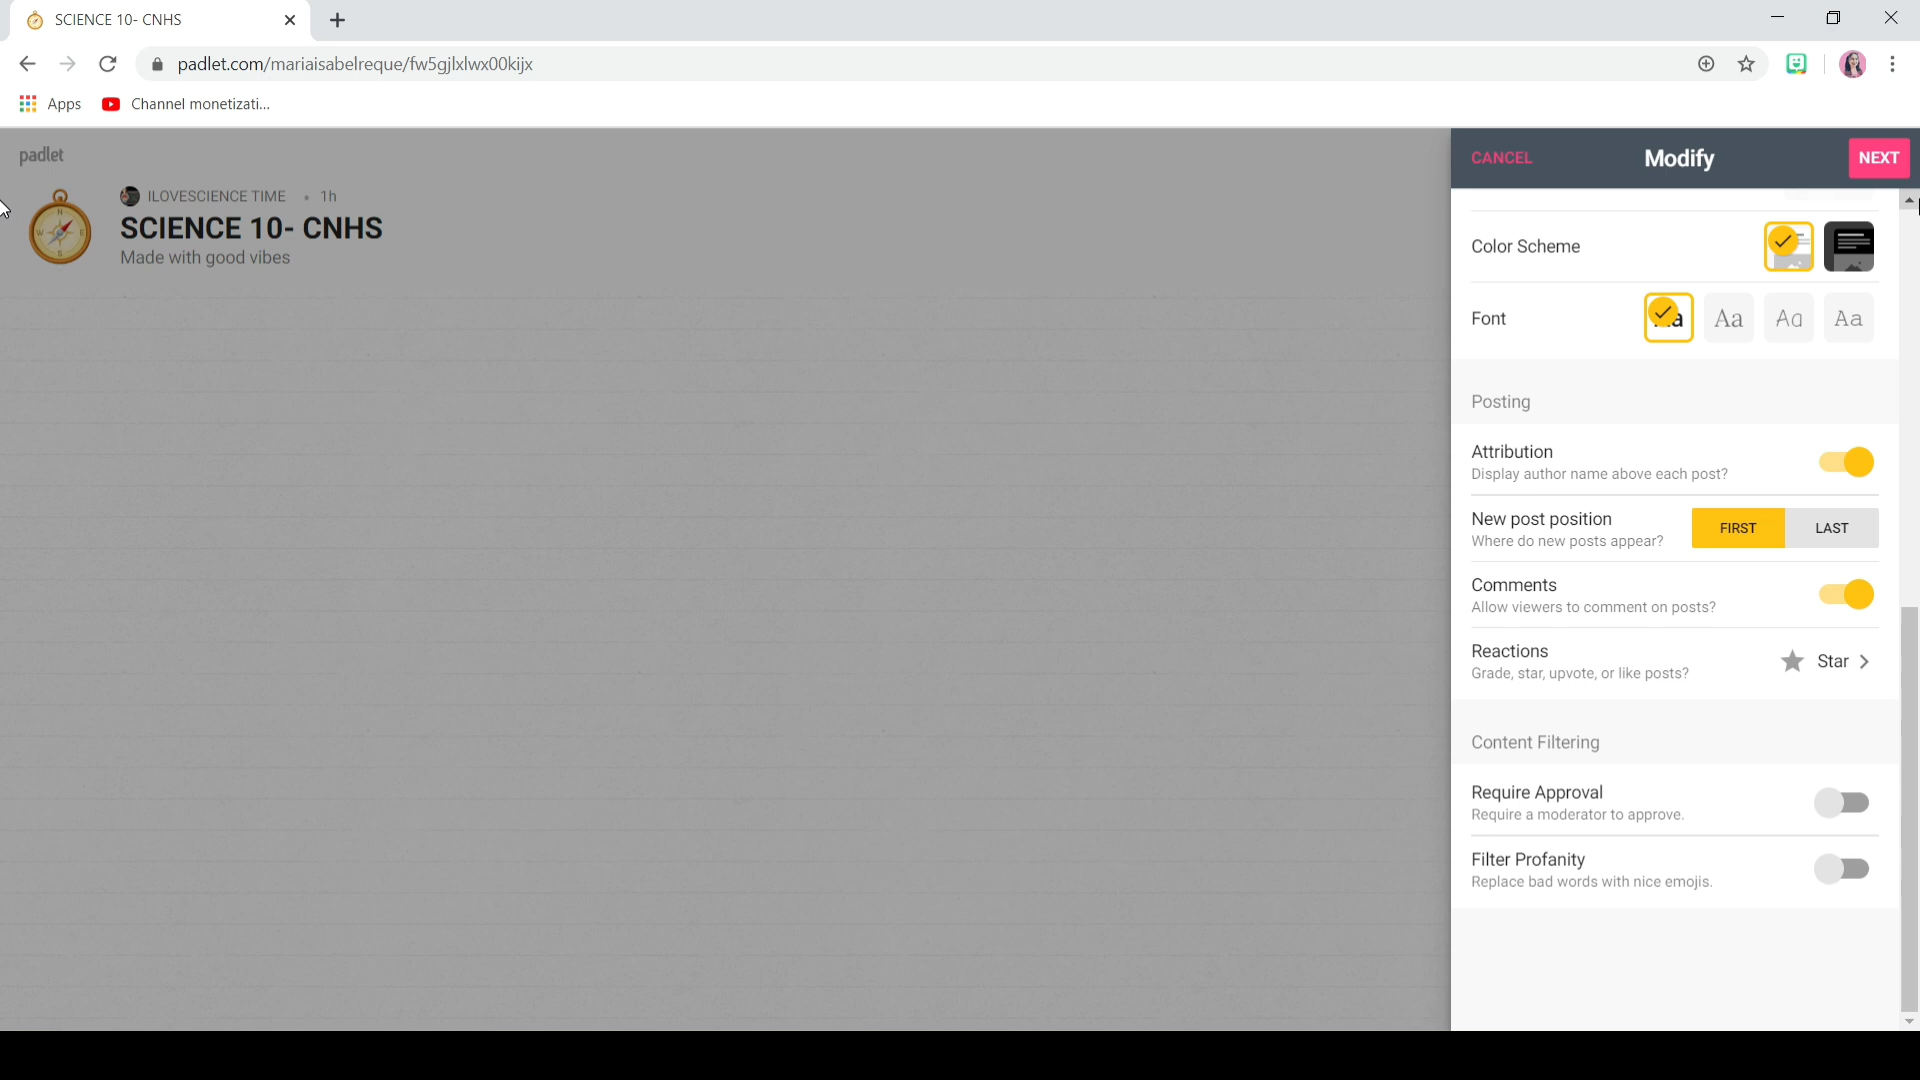 SCIENCE 10- CNHS
padlet.com/mariaisabelreque/fw5gjlxlwx00kijx
Apps
Channel monetizati...
padlet
ILOVESCIENCE TIME • 1h
SCIENCE 10- CNHS
Made with good vibes
CANCEL
Modify
NEXT
Color Scheme
Font
Aa Aa Aa
Posting
Attribution
Display author name above each post?
New post position
Where do new posts appear?
FIRST LAST
Comments
Allow viewers to comment on posts?
Reactions
Grade, star, upvote, or like posts?
Star
Content Filtering
Require Approval
Require a moderator to approve.
Filter Profanity
Replace bad words with nice emojis.